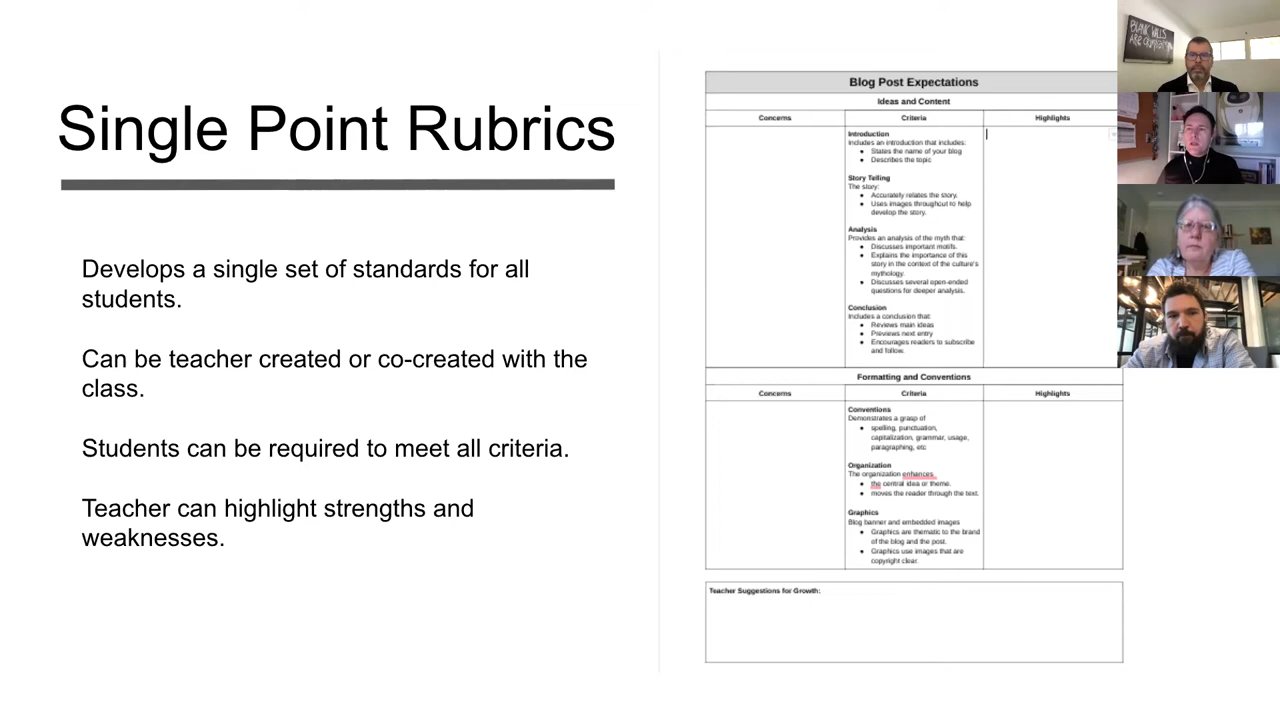 Single Point Rubrics
Develops a single set of standards for all
students.
Can be teacher created or co-created with the
class.
Students can be required to meet all criteria.
Teacher can highlight strengths and
weaknesses.
Blog Post Expectations
Ideas and Content
Concerns Criteria Highlights
Introduction
Includes an introduction that includes:
● States the name of your blog
● Describes the topic
Story Telling
The story:
● Accurately relates the story.
● Uses images throughout to help
develop the story.
Analysis
Provides an analysis of the myth that:
● Discusses important motifs.
● Explains the importance of this
story in the context of the culture's
mythology.
● Discusses several open-ended
questions for deeper analysis.
Conclusion
Includes a conclusion that:
● Reviews main ideas
● Previews next entry
● Encourages readers to subscribe
and follow.
Formatting and Conventions
Concerns Criteria Highlights
Conventions
Demonstrates a grasp of
● spelling, punctuation,
capitalization, grammar, usage,
paragraphing, etc
Organization
The organization enhances
● the central idea or theme.
● moves the reader through the text.
Graphics
Blog banner and embedded images
● Graphics are thematic to the brand
of the blog and the post.
● Graphics use images that are
copyright clear.
Teacher Suggestions for Growth:
BLANK WALLS
ARE